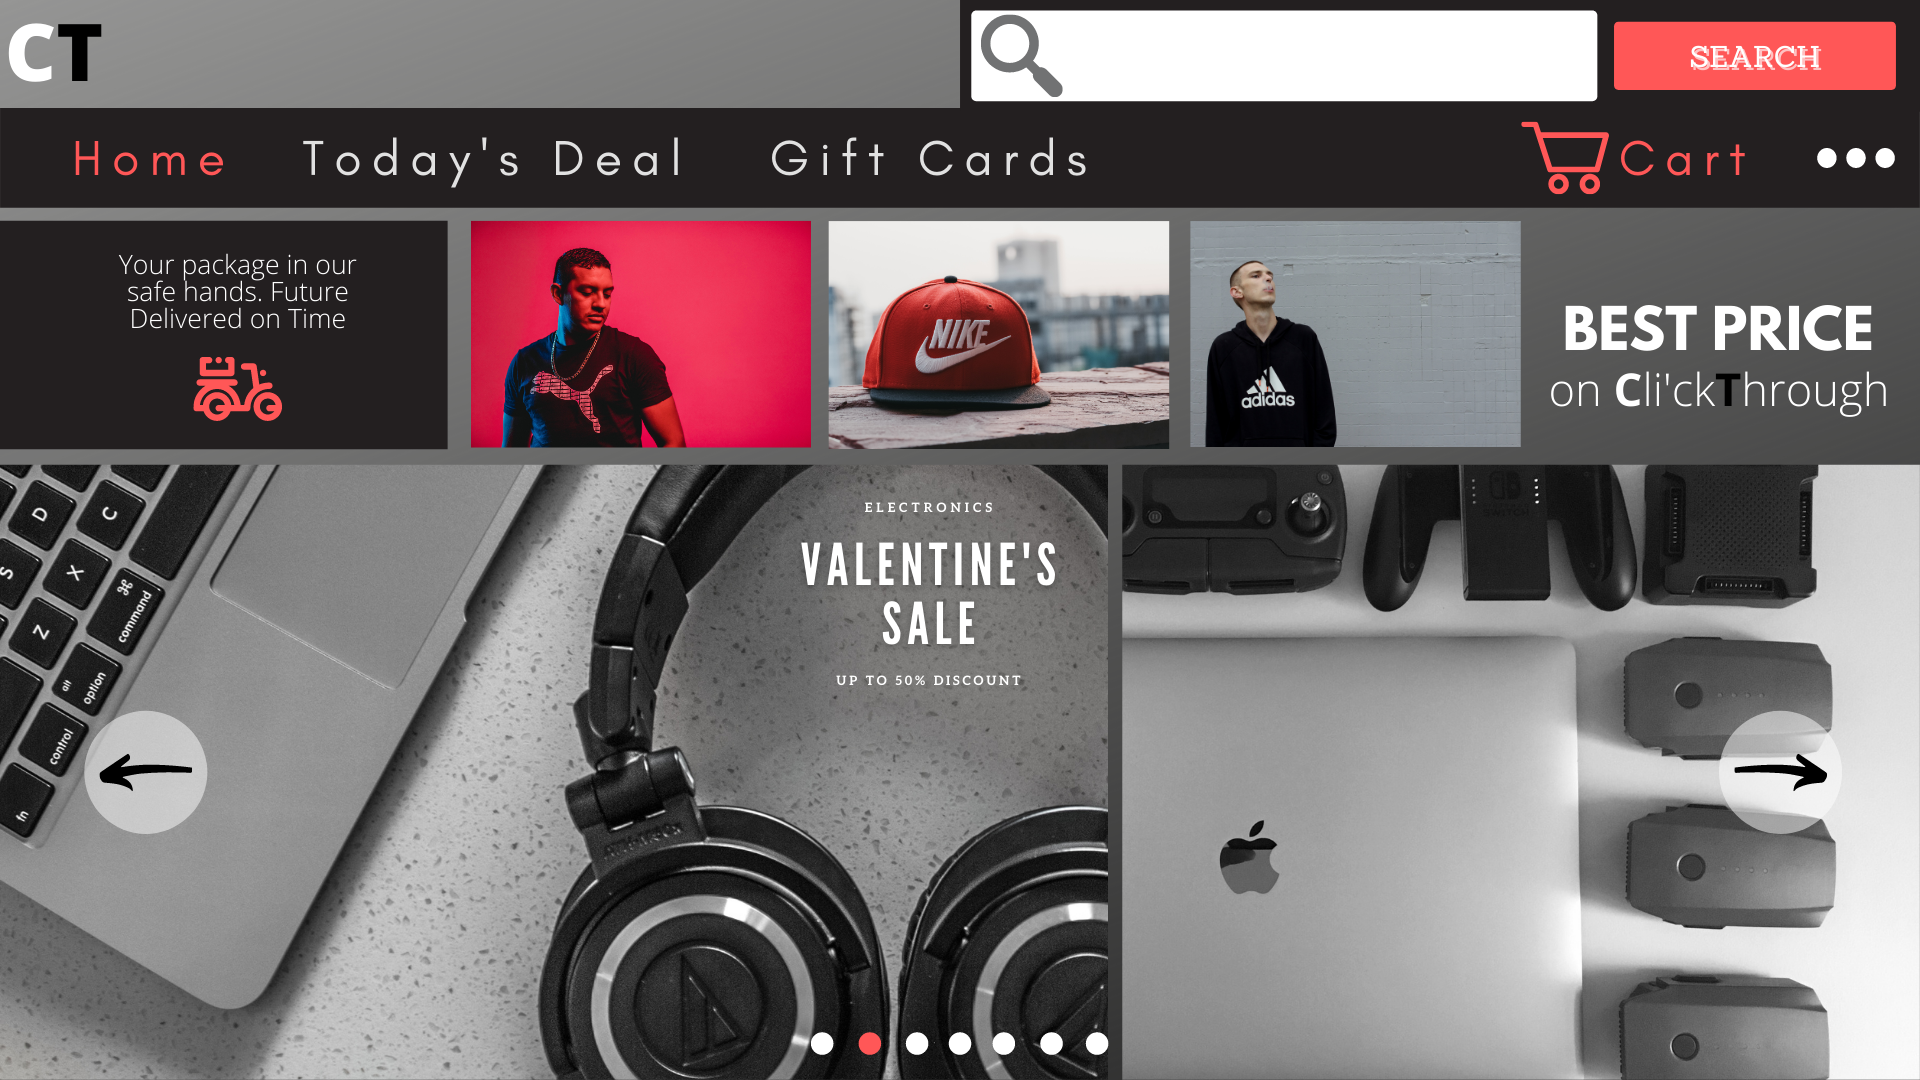 CT
SEARCH
Home
Today's Deal
Gift Cards
Cart
Your package in our
safe hands. Future
Delivered on Time
NIKE
adidas
BEST PRICE
on Cli'ckThrough
ELECTRONICS
VALENTINE'S
SALE
UP TO 50% DISCOUNT
D
C
S
X
⌘
command
Z
alt
option
control
fn
SWITCH